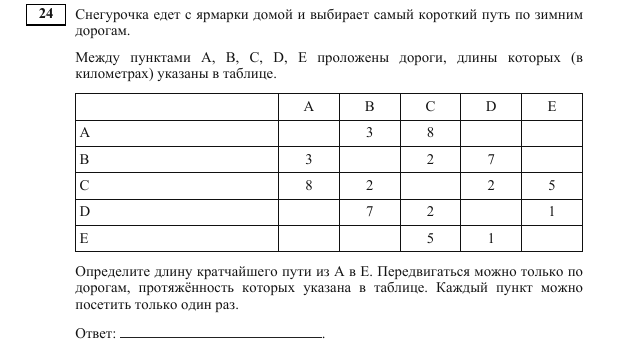 24 Снегурочка едет с ярмарки домой и выбирает самый короткий путь по зимним
дорогам.
Между пунктами A, B, C, D, E проложены дороги, длины которых (в
километрах) указаны в таблице.
A B C D E
A 3 8
B 3 2 7
C 8 2 2 5
D 7 2 1
E 5 1
Определите длину кратчайшего пути из A в E. Передвигаться можно только по
дорогам, протяжённость которых указана в таблице. Каждый пункт можно
посетить только один раз.
Ответ: ______________________________.